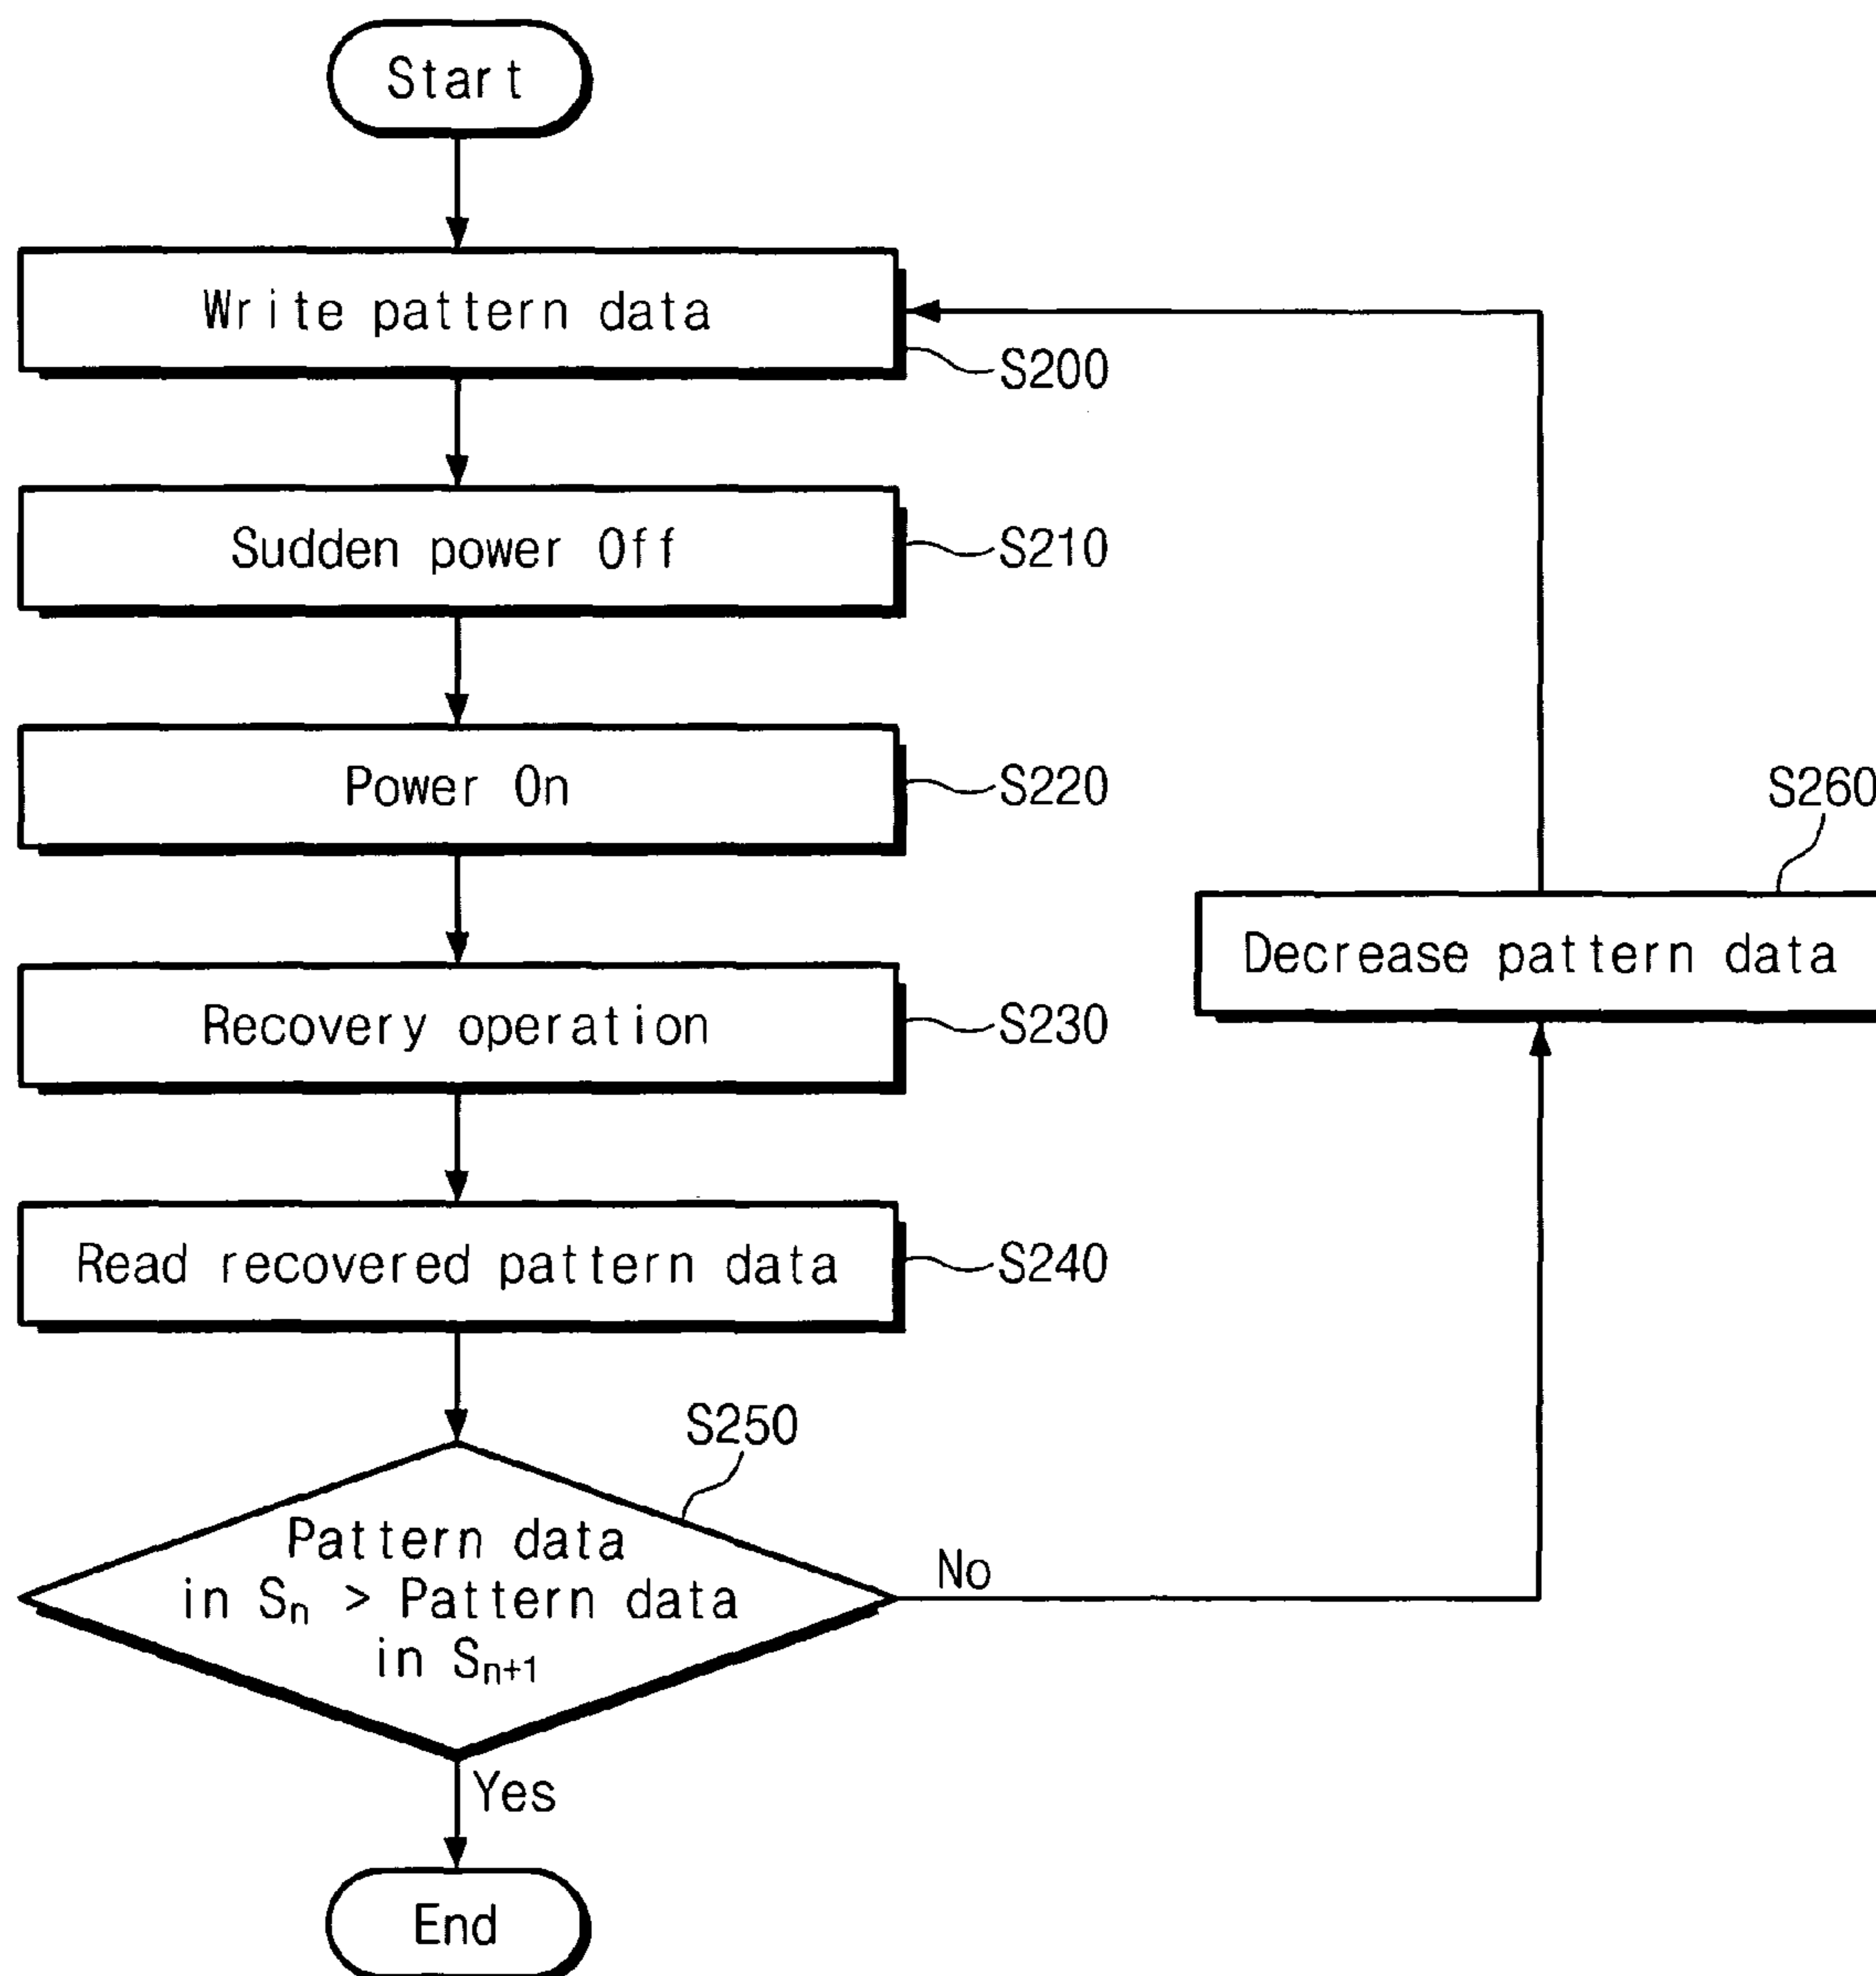 Start
Write pattern data
S200
Sudden power Off
S210
Power On
S220
S260
Decrease pattern data
Recovery operation
S230
Read recovered pattern data
S240
S250
Pattern data
in Sn > Pattern data
in Sn+1
No
Yes
End